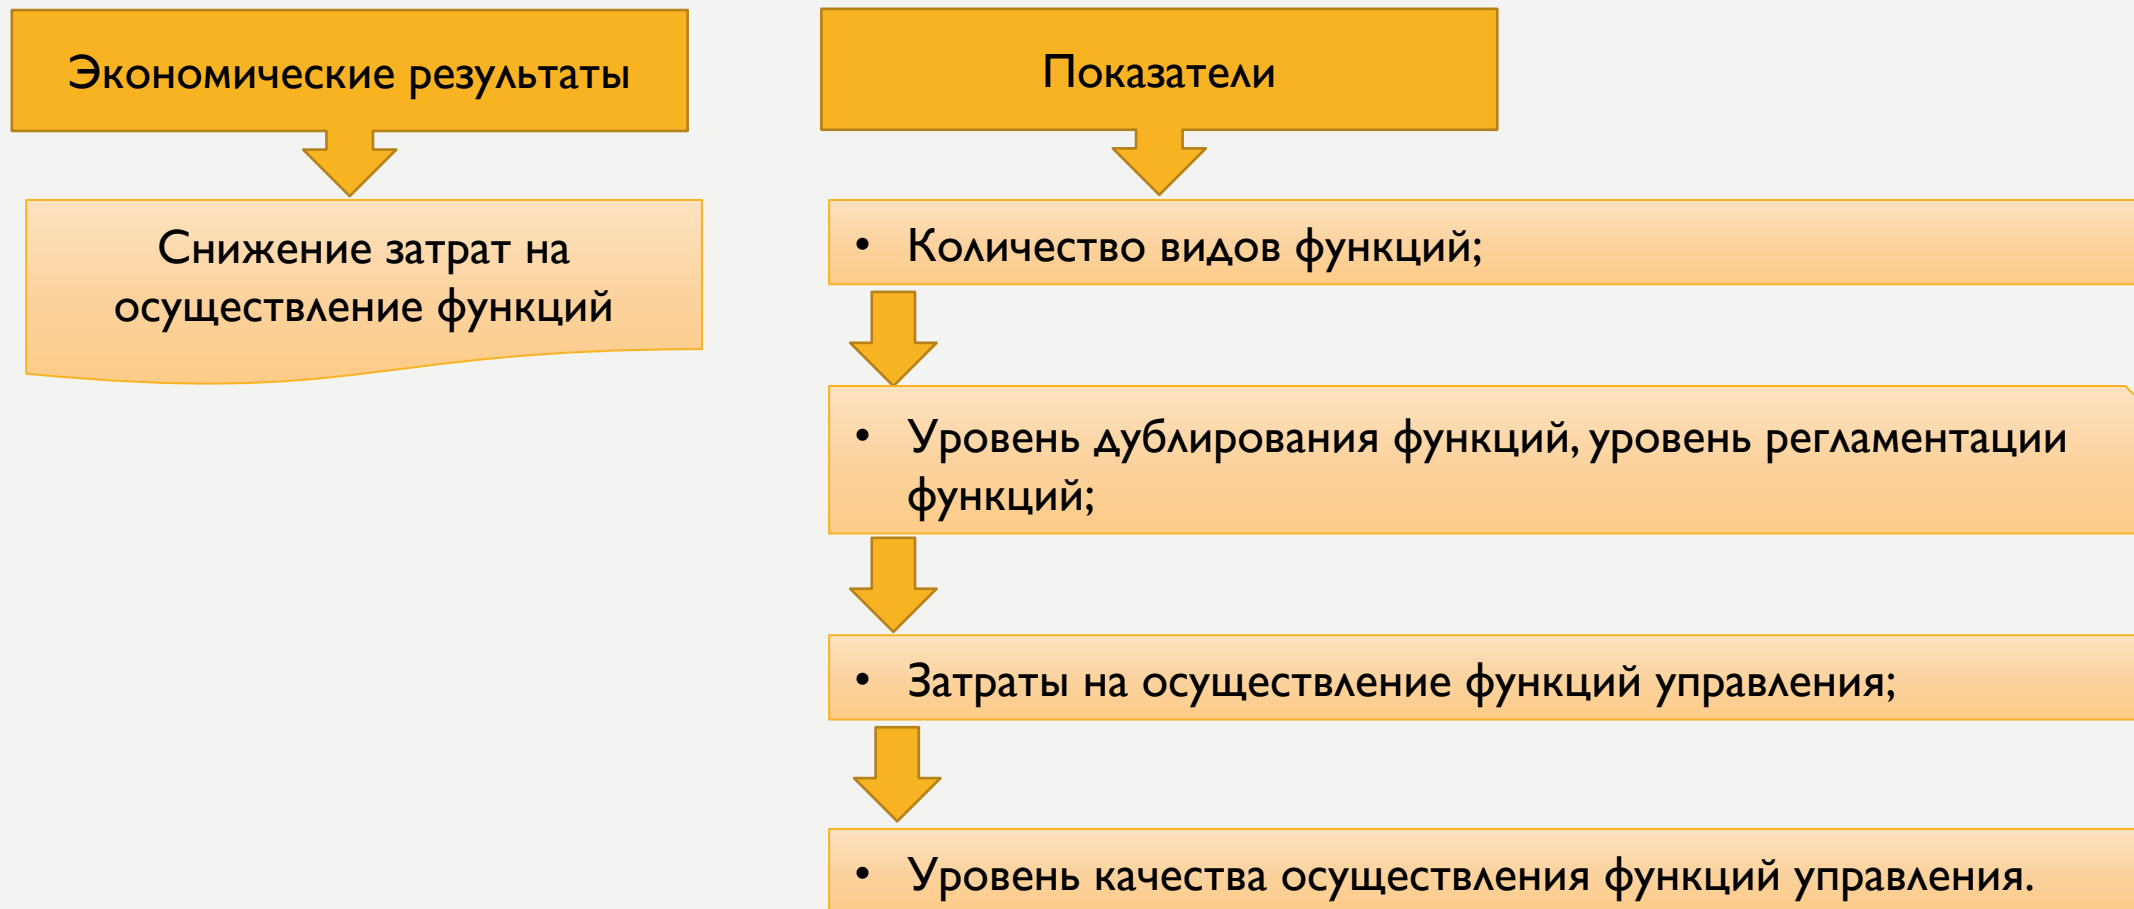 Экономические результаты
Снижение затрат на
осуществление функций
Показатели
• Количество видов функций;
• Уровень дублирования функций, уровень регламентации
функций;
• Затраты на осуществление функций управления;
• Уровень качества осуществления функций управления.